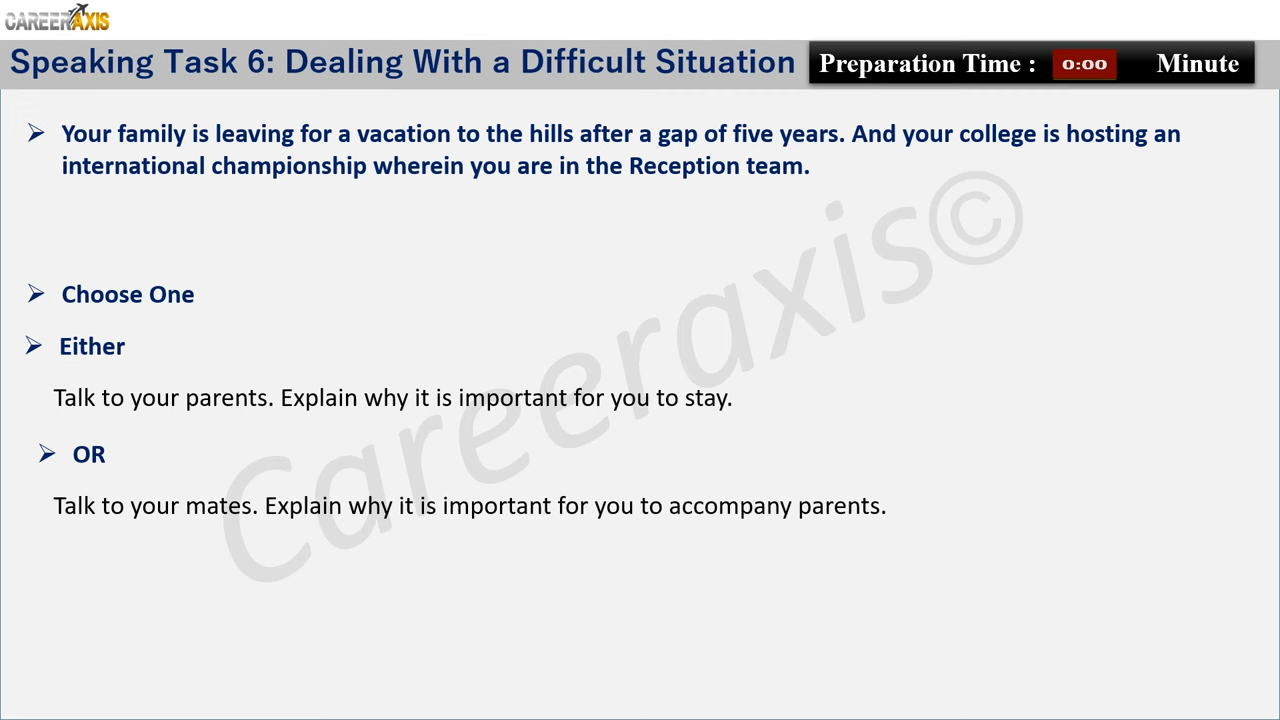 CAREERAXIS
Speaking Task 6: Dealing With a Difficult Situation
Preparation Time : 0:00 Minute
Your family is leaving for a vacation to the hills after a gap of five years. And your college is hosting an
international championship wherein you are in the Reception team.
Choose One
Either
Talk to your parents. Explain why it is important for you to stay.
OR
Talk to your mates. Explain why it is important for you to accompany parents.
Careeraxis©